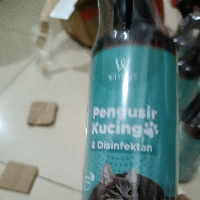 W
Pengusir
Kucing
& Disinfektan